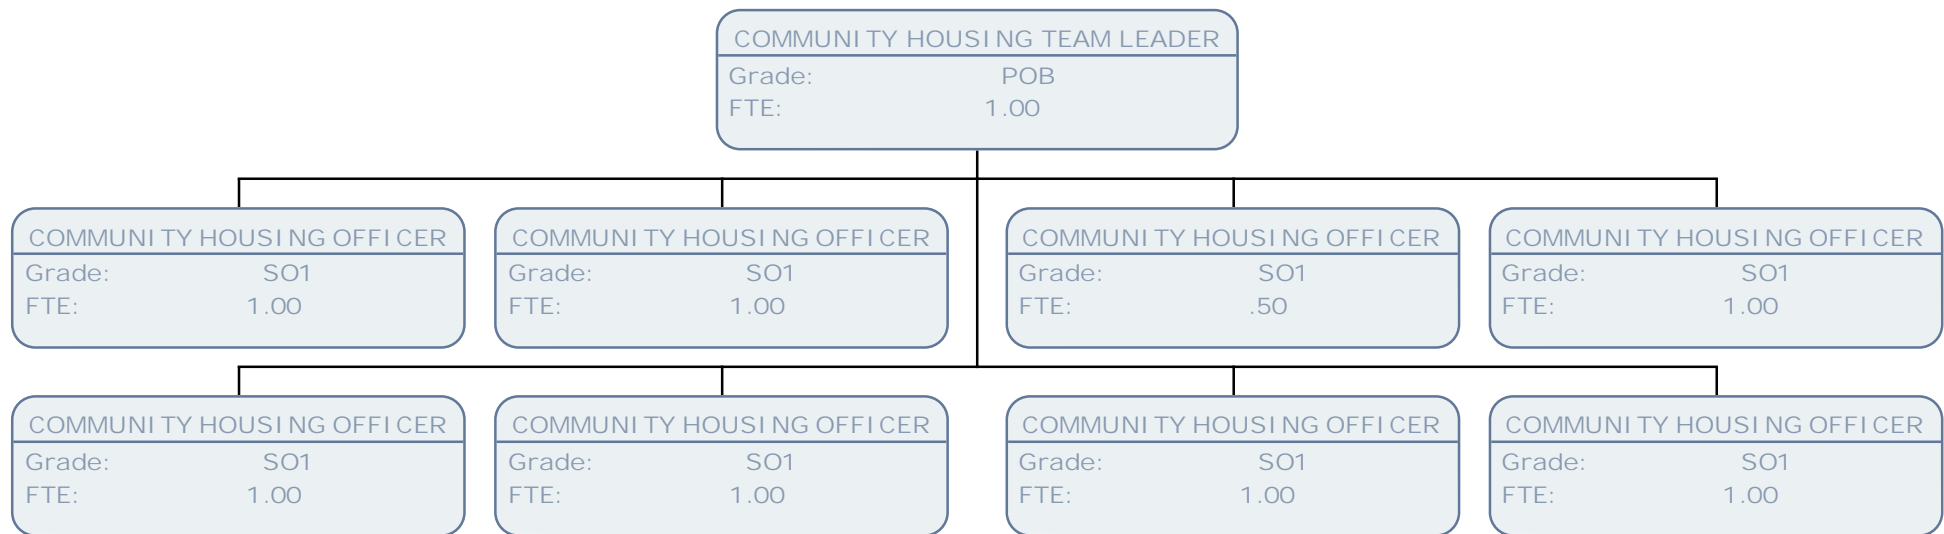 COMMUNITY HOUSING TEAM LEADER
Grade: POB
FTE: 1.00
COMMUNITY HOUSING OFFICER
Grade: SO1
FTE: 1.00
COMMUNITY HOUSING OFFICER
Grade: SO1
FTE: 1.00
COMMUNITY HOUSING OFFICER
Grade: SO1
FTE: .50
COMMUNITY HOUSING OFFICER
Grade: SO1
FTE: 1.00
COMMUNITY HOUSING OFFICER
Grade: SO1
FTE: 1.00
COMMUNITY HOUSING OFFICER
Grade: SO1
FTE: 1.00
COMMUNITY HOUSING OFFICER
Grade: SO1
FTE: 1.00
COMMUNITY HOUSING OFFICER
Grade: SO1
FTE: 1.00